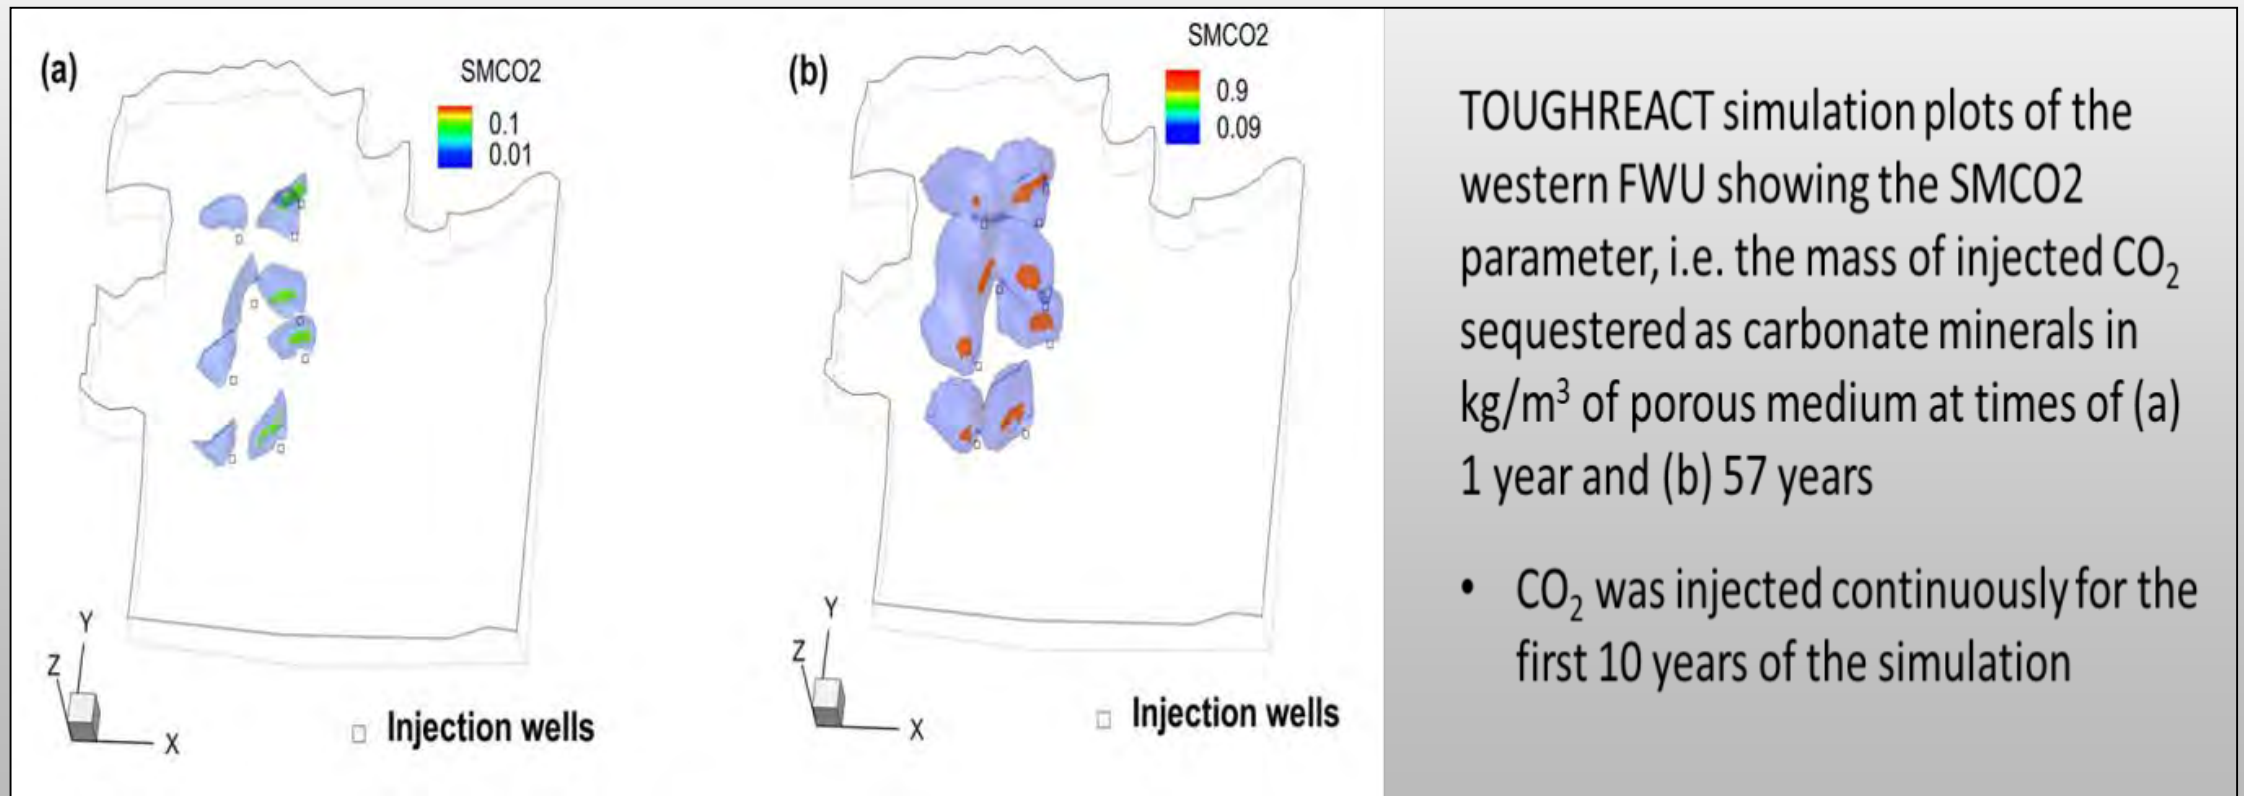 (a)
SMCO2
0.1
0.01
Y
Z
X
Injection wells
(b)
SMCO2
0.9
0.09
Y
Z
X
Injection wells
TOUGHREACT simulation plots of the
western FWU showing the SMCO2
parameter, i.e. the mass of injected CO₂
sequestered as carbonate minerals in
kg/m³ of porous medium at times of (a)
1 year and (b) 57 years
• CO₂ was injected continuously for the
first 10 years of the simulation